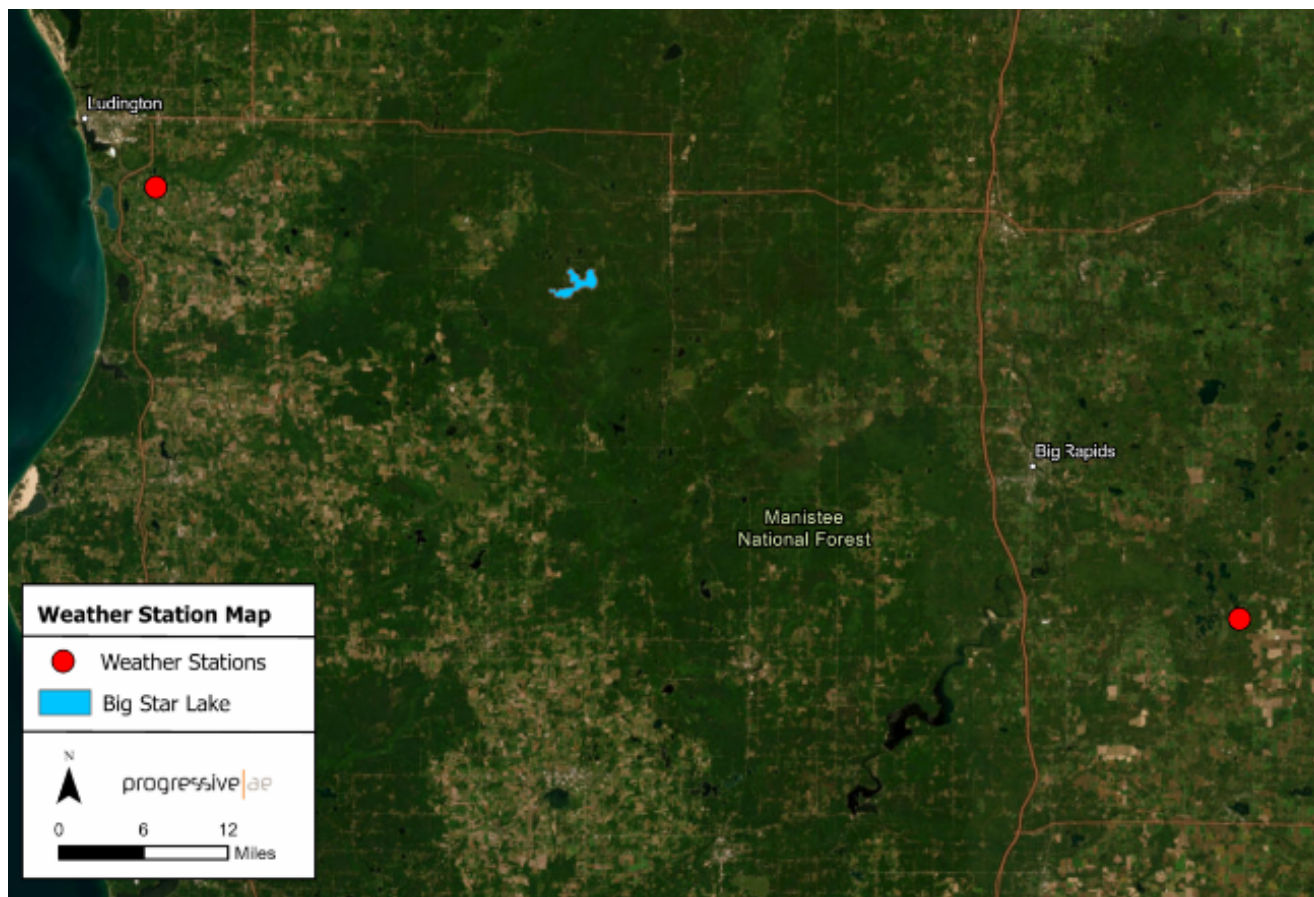 Ludington
Big Rapids
Manistee
National Forest
Weather Station Map
Weather Stations
Big Star Lake
N
progressive|ae
0 6 12
Miles